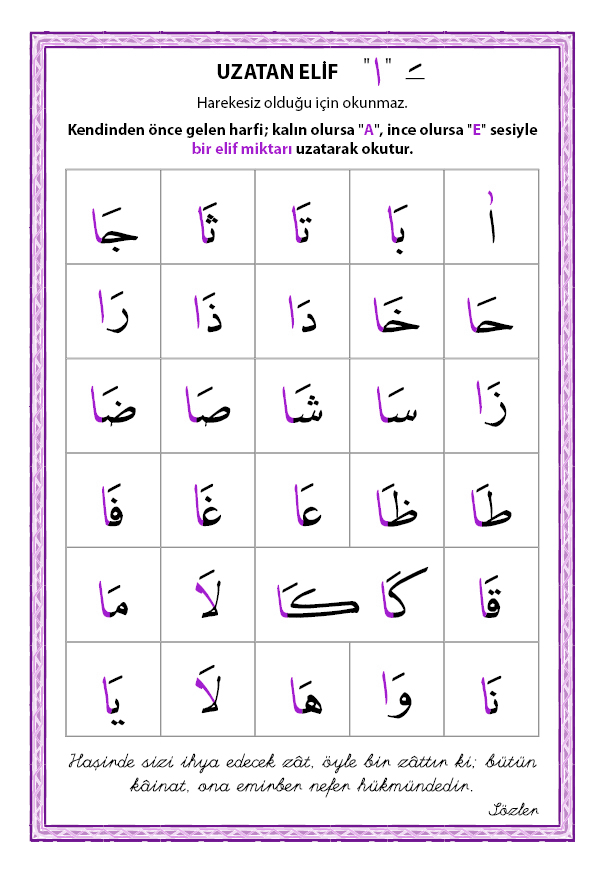 UZATAN ELİF "ا" ـَ
Harekesiz olduğu için okunmaz.
Kendinden önce gelen harfi; kalın olursa "A", ince olursa "E" sesiyle
bir elif miktarı uzatarak okutur.
اٰ بَا تَا ثَا جَا
حَا خَا دَا ذَا رَا
زَا سَا شَا صَا ضَا
طَا ظَا عَا غَا فَا
قَا كَا كَا لَا مَا
نَا وَا هَا لَا يَا
Haşirde sizi ihya edecek zât, öyle bir zâttır ki; bütün
kâinat, ona emirber nefer hükmündedir.
Sözler